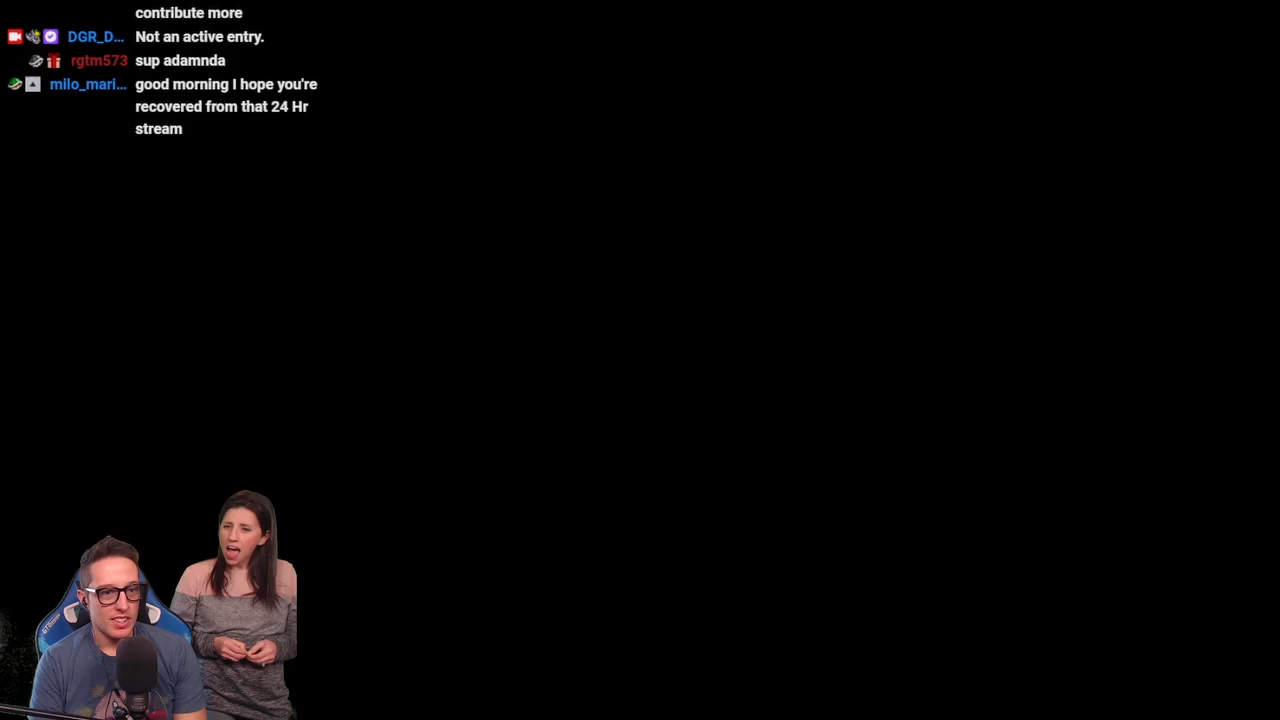 contribute more
DGR_D... Not an active entry.
rgtm573 sup adamnda
milo_mari... good morning I hope you're
recovered from that 24 Hr
stream